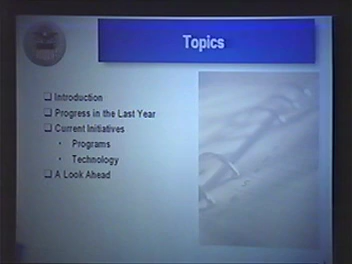 Topics
❑ Introduction
❑ Progress in the Last Year
❑ Current Initiatives
• Programs
• Technology
❑ A Look Ahead